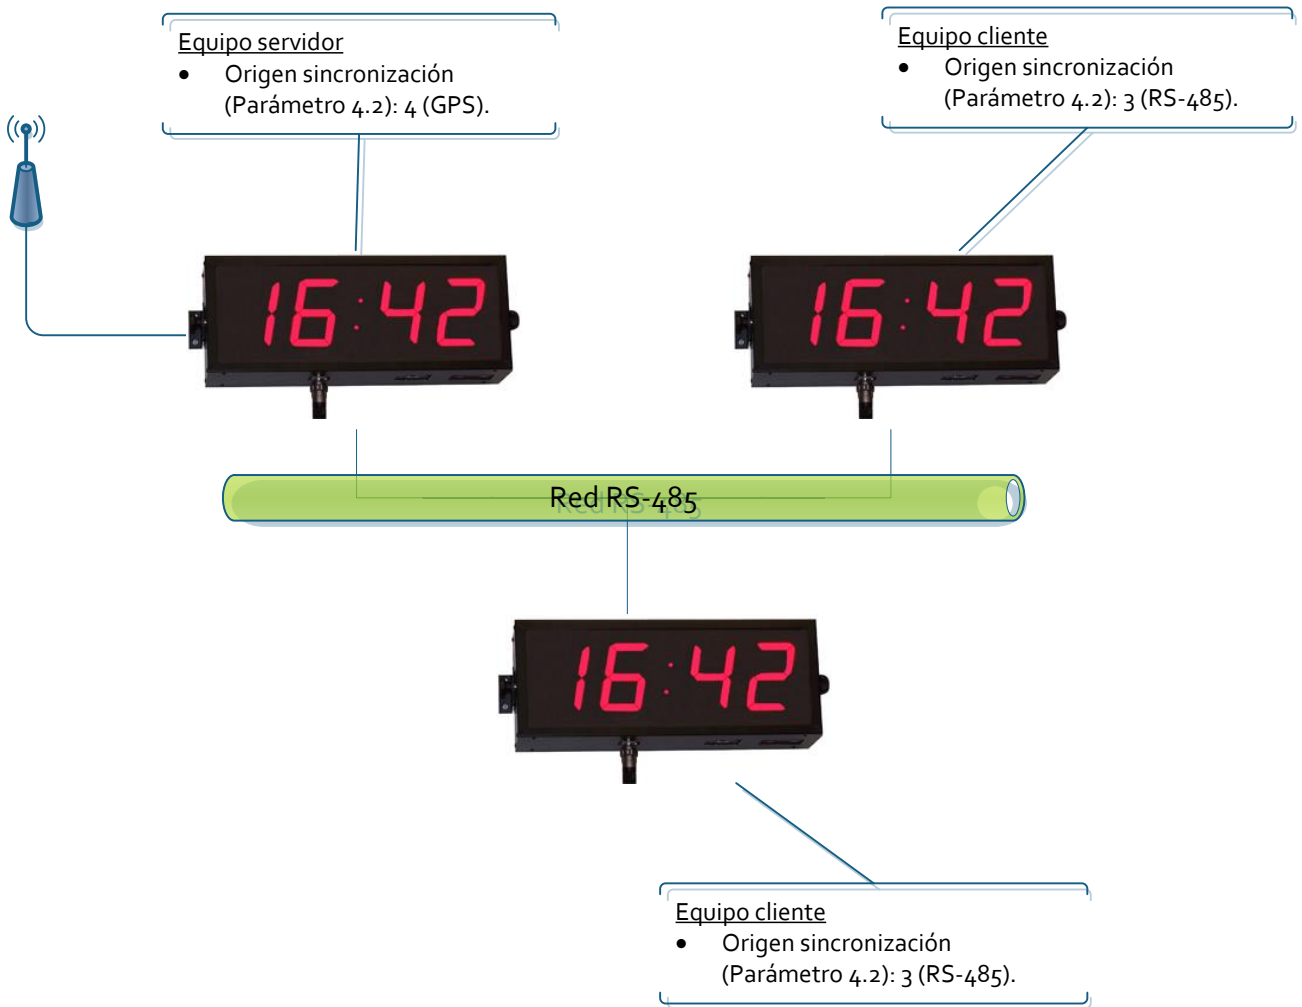 Equipo servidor
• Origen sincronización
(Parámetro 4.2): 4 (GPS).
Equipo cliente
• Origen sincronización
(Parámetro 4.2): 3 (RS-485).
16:42
16:42
Red RS-485
16:42
Equipo cliente
• Origen sincronización
(Parámetro 4.2): 3 (RS-485).